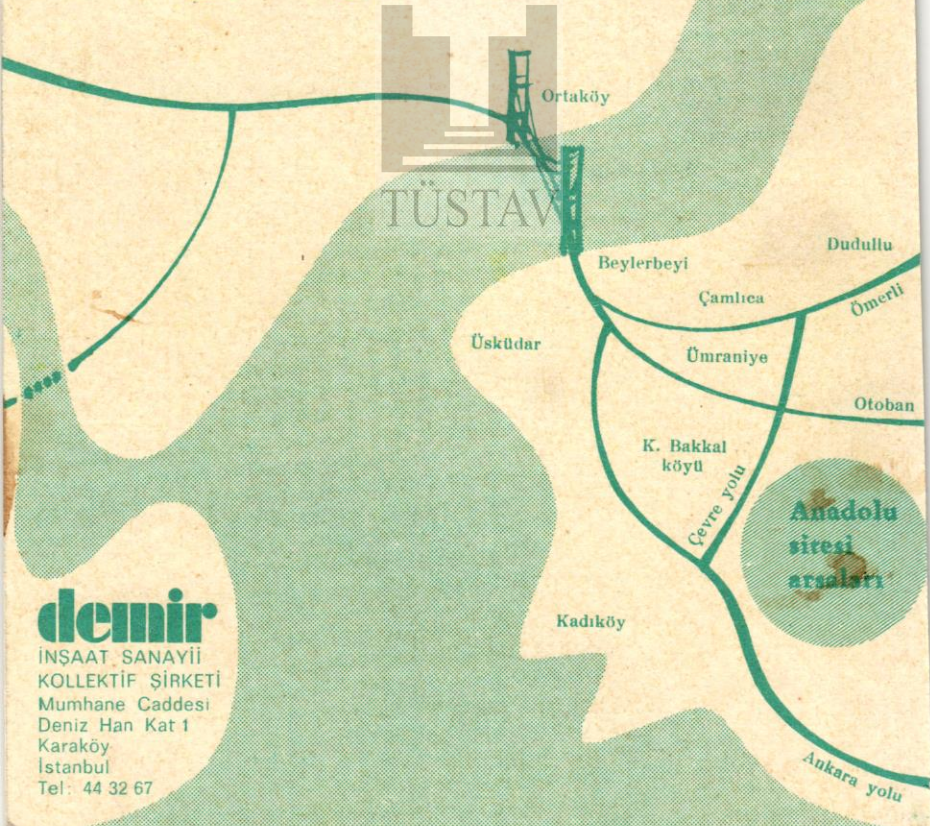 TÜSTAV
Ortaköy
Beylerbeyi
Dudullu
Çamlıca
Ömerli
Üsküdar
Ümraniye
Otoban
K. Bakkal
köyü
Çevre yolu
Anadolu
sitesi
arsaları
Kadıköy
Ankara yolu
demir
İNŞAAT SANAYİİ
KOLLEKTİF ŞİRKETİ
Mumhane Caddesi
Deniz Han Kat 1
Karaköy
İstanbul
Tel: 44 32 67